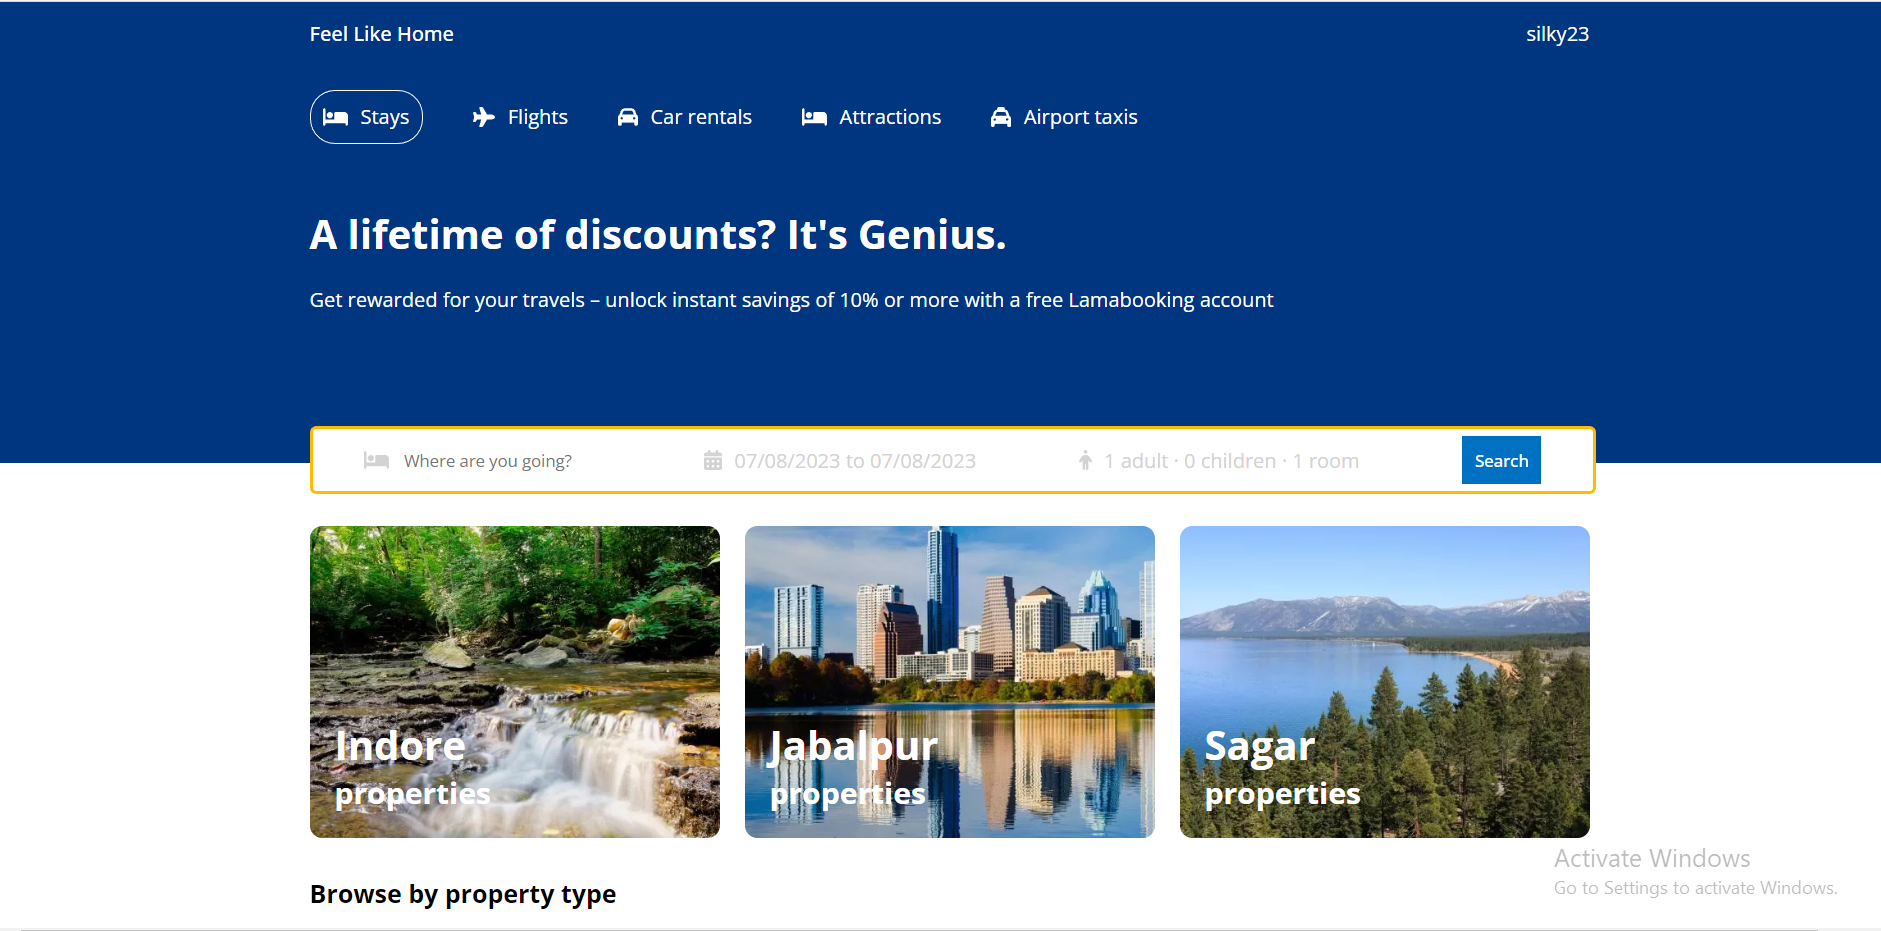 Feel Like Home
silky23
Stays
Flights
Car rentals
Attractions
Airport taxis
A lifetime of discounts? It's Genius.
Get rewarded for your travels – unlock instant savings of 10% or more with a free Lamabooking account
Where are you going?
07/08/2023 to 07/08/2023
1 adult · 0 children · 1 room
Search
Indore
properties
Jabalpur
properties
Sagar
properties
Browse by property type
Activate Windows
Go to Settings to activate Windows.